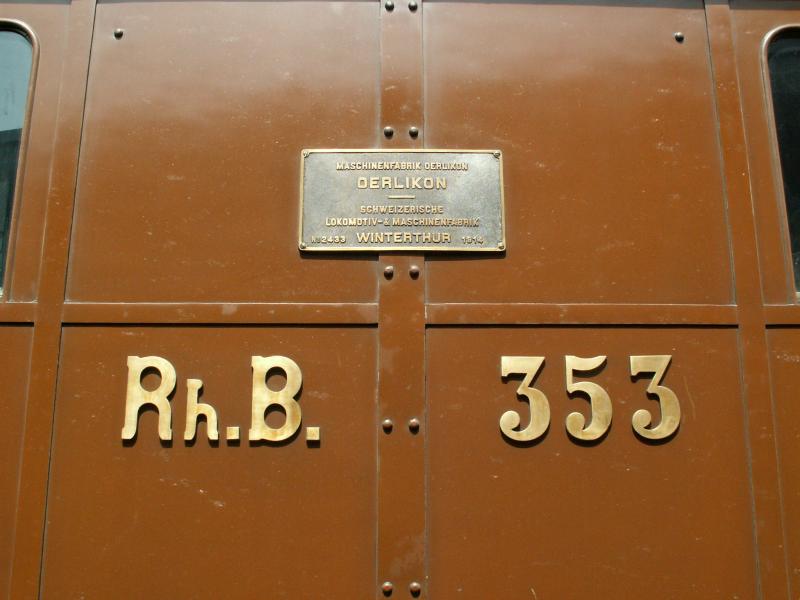 MASCHINENFABRIK OERLIKON
OERLIKON
SCHWEIZERISCHE
LOKOMOTIV-& MASCHINENFABRIK
No 2433 WINTERTHUR 1914
Rh.B. 353